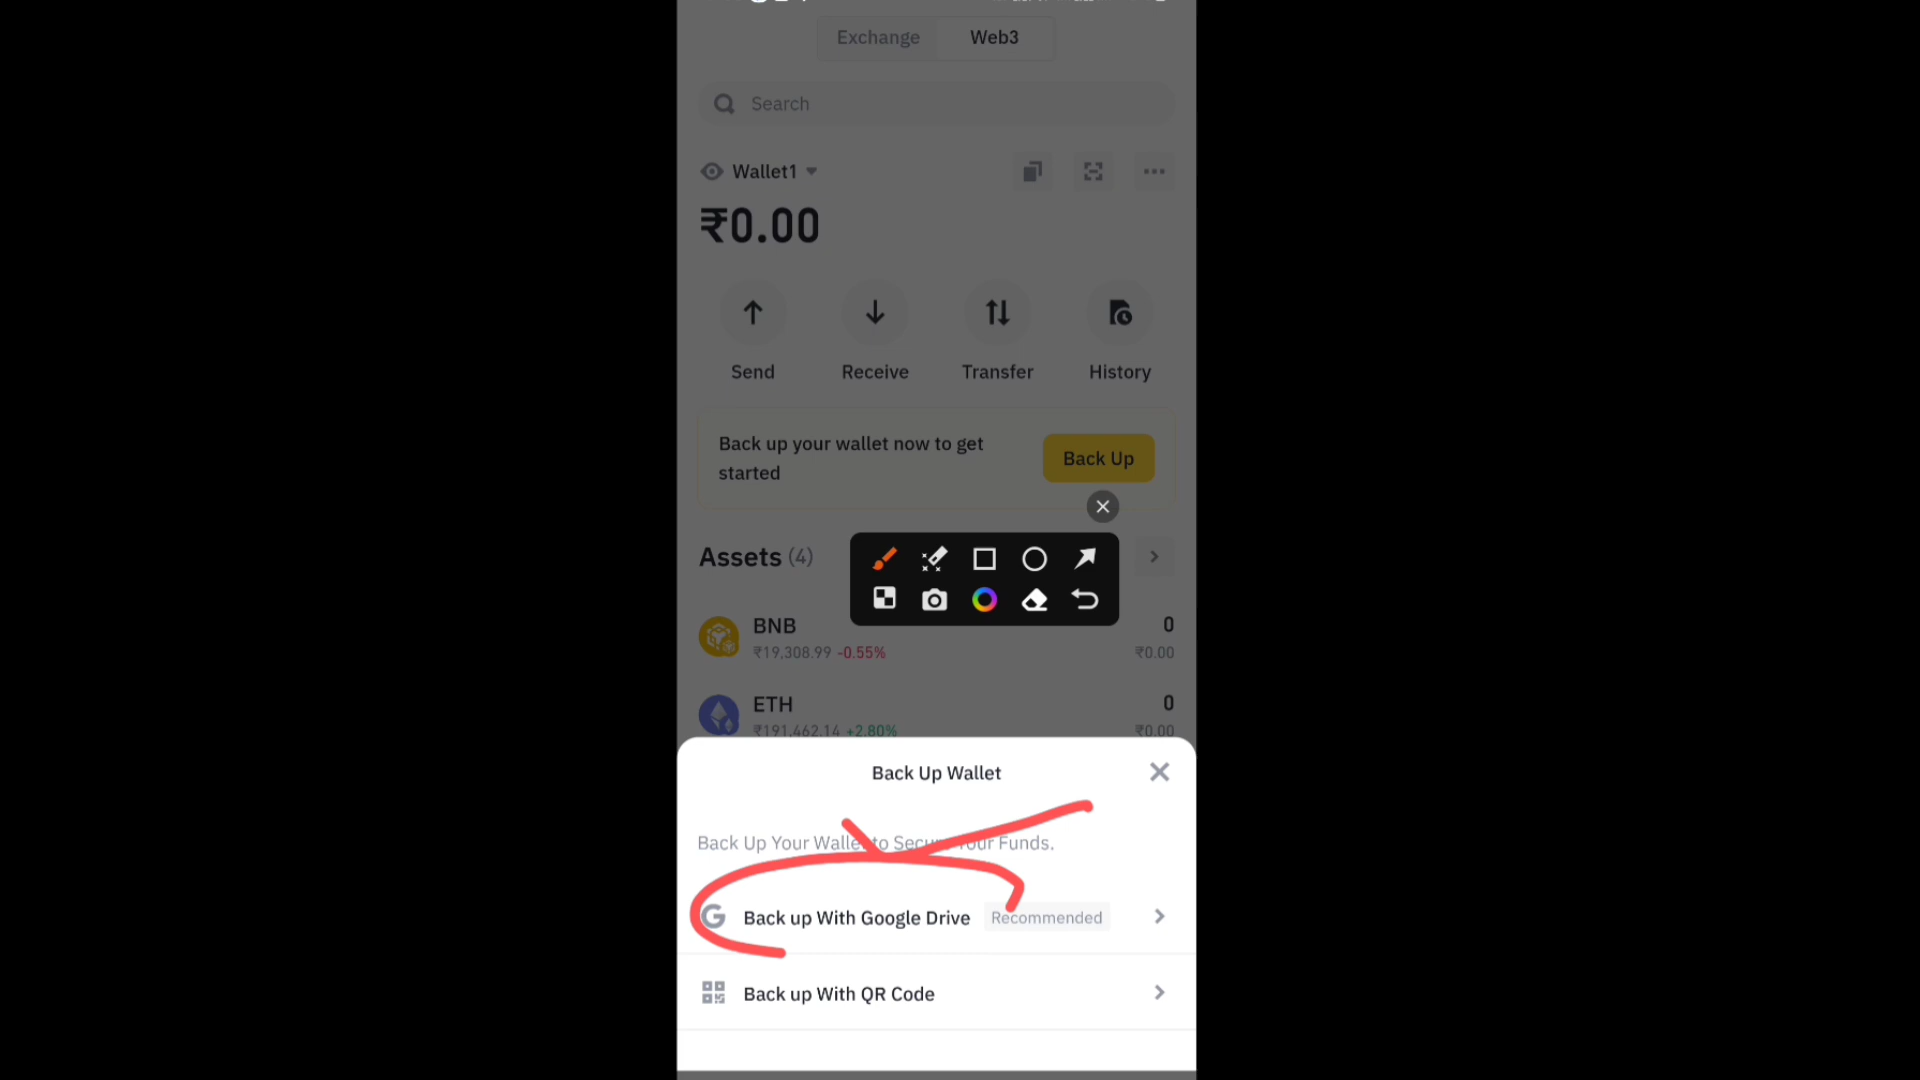 Exchange Web3
Search
Wallet1
₹0.00
Send Receive Transfer History
Back up your wallet now to get
started
Back Up
Assets (4)
BNB 0
₹19,308.99 -0.55% ₹0.00
ETH 0
₹191,462.14 +2.80% ₹0.00
Back Up Wallet
Back Up Your Wallet to Secure Your Funds.
Back up With Google Drive Recommended
Back up With QR Code